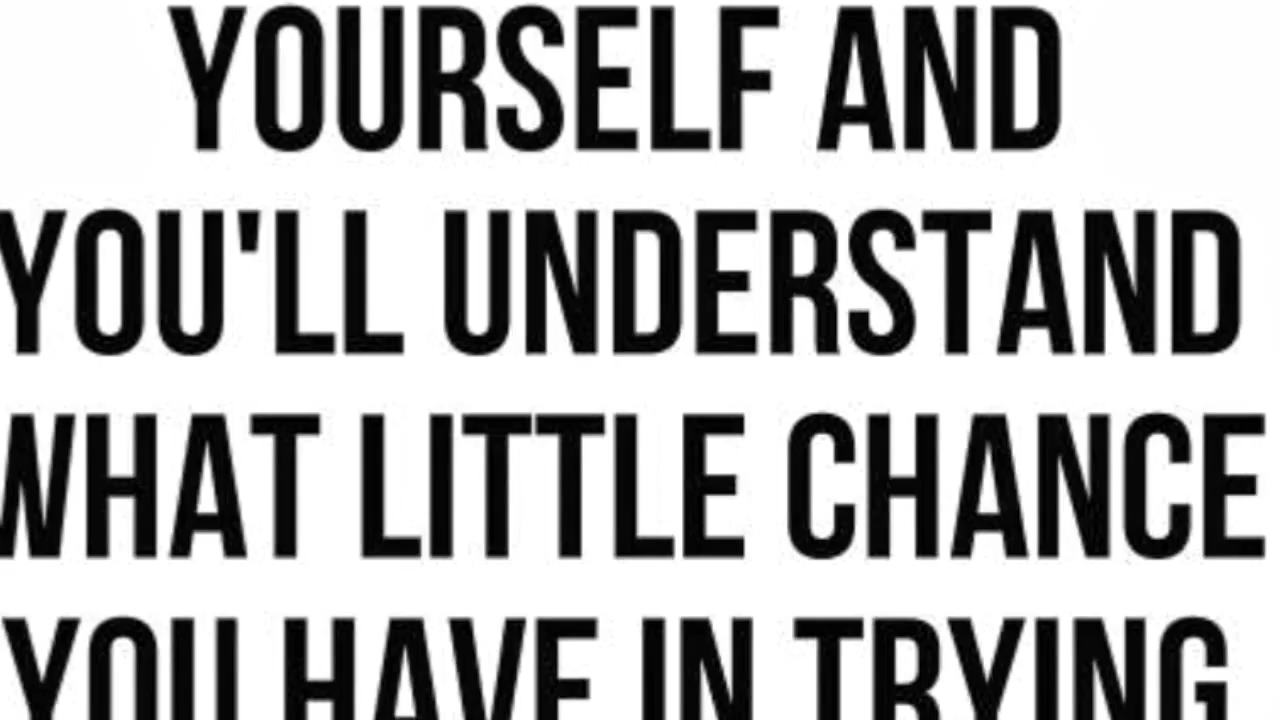 YOURSELF AND
YOU'LL UNDERSTAND
WHAT LITTLE CHANCE
YOU HAVE IN TRYING